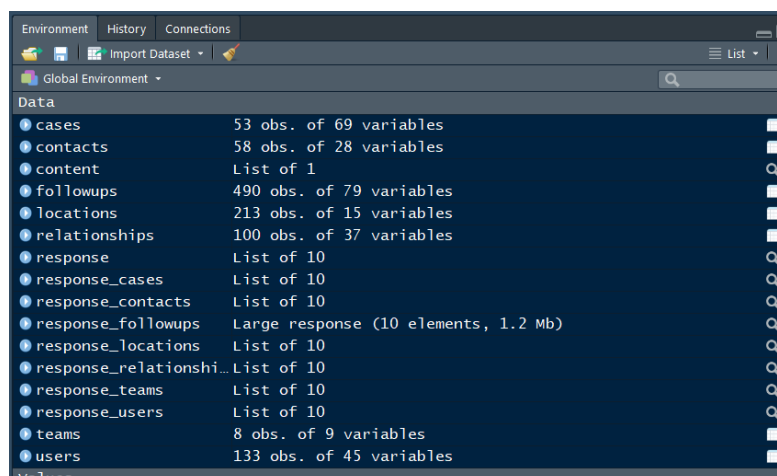 Environment History Connections
Import Dataset List
Global Environment
Data
cases 53 obs. of 69 variables
contacts 58 obs. of 28 variables
content List of 1
followups 490 obs. of 79 variables
locations 213 obs. of 15 variables
relationships 100 obs. of 37 variables
response List of 10
response_cases List of 10
response_contacts List of 10
response_followups Large response (10 elements, 1.2 Mb)
response_locations List of 10
response_relationshi… List of 10
response_teams List of 10
response_users List of 10
teams 8 obs. of 9 variables
users 133 obs. of 45 variables